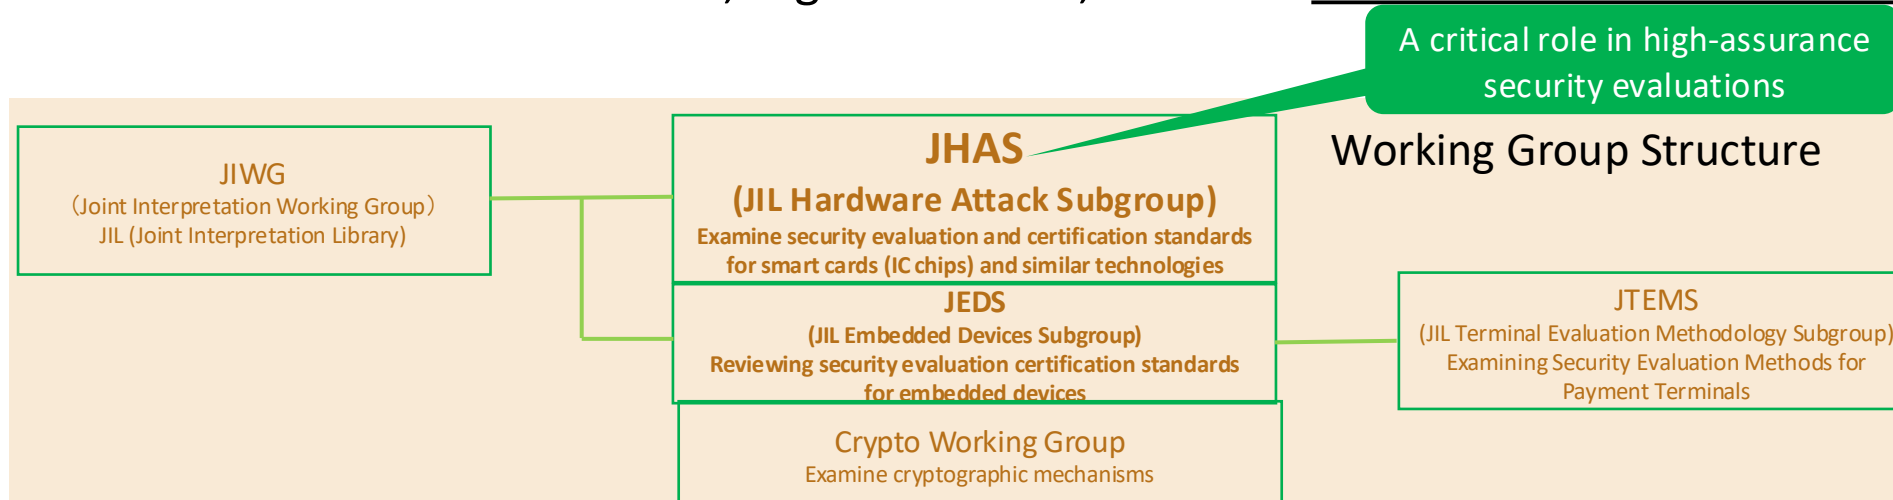 A critical role in high-assurance
security evaluations
Working Group Structure
JIWG
（Joint Interpretation Working Group）
JIL (Joint Interpretation Library)
JHAS
(JIL Hardware Attack Subgroup)
Examine security evaluation and certification standards
for smart cards (IC chips) and similar technologies
JEDS
(JIL Embedded Devices Subgroup)
Reviewing security evaluation certification standards
for embedded devices
JTEMS
(JIL Terminal Evaluation Methodology Subgroup)
Examining Security Evaluation Methods for
Payment Terminals
Crypto Working Group
Examine cryptographic mechanisms